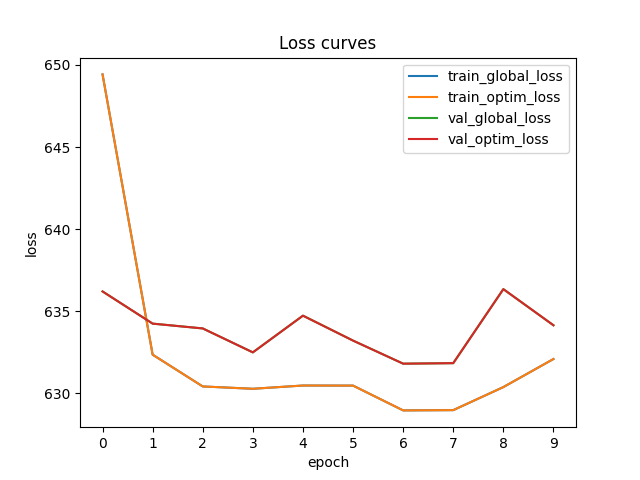 Loss curves
650
645
640
635
630
loss
train_global_loss
train_optim_loss
val_global_loss
val_optim_loss
0 1 2 3 4 5 6 7 8 9
epoch